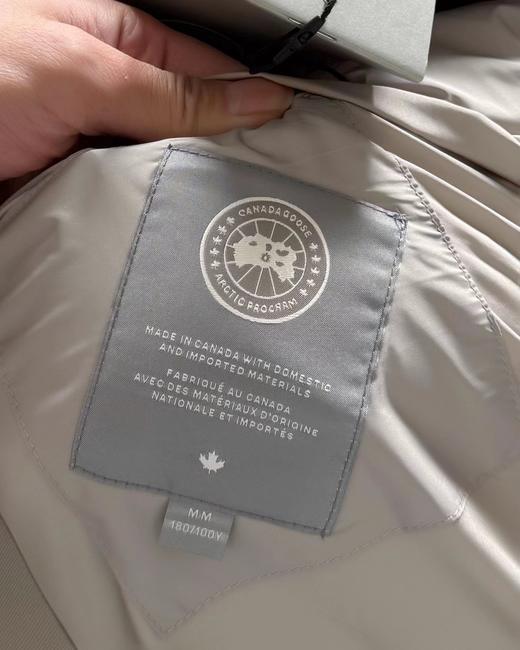 CANADA GOOSE
ARCTIC PROGRAM
MADE IN CANADA WITH DOMESTIC
AND IMPORTED MATERIALS
FABRIQUÉ AU CANADA
AVEC DES MATÉRIAUX D'ORIGINE
NATIONALE ET IMPORTÉS
M/M
180/100Y